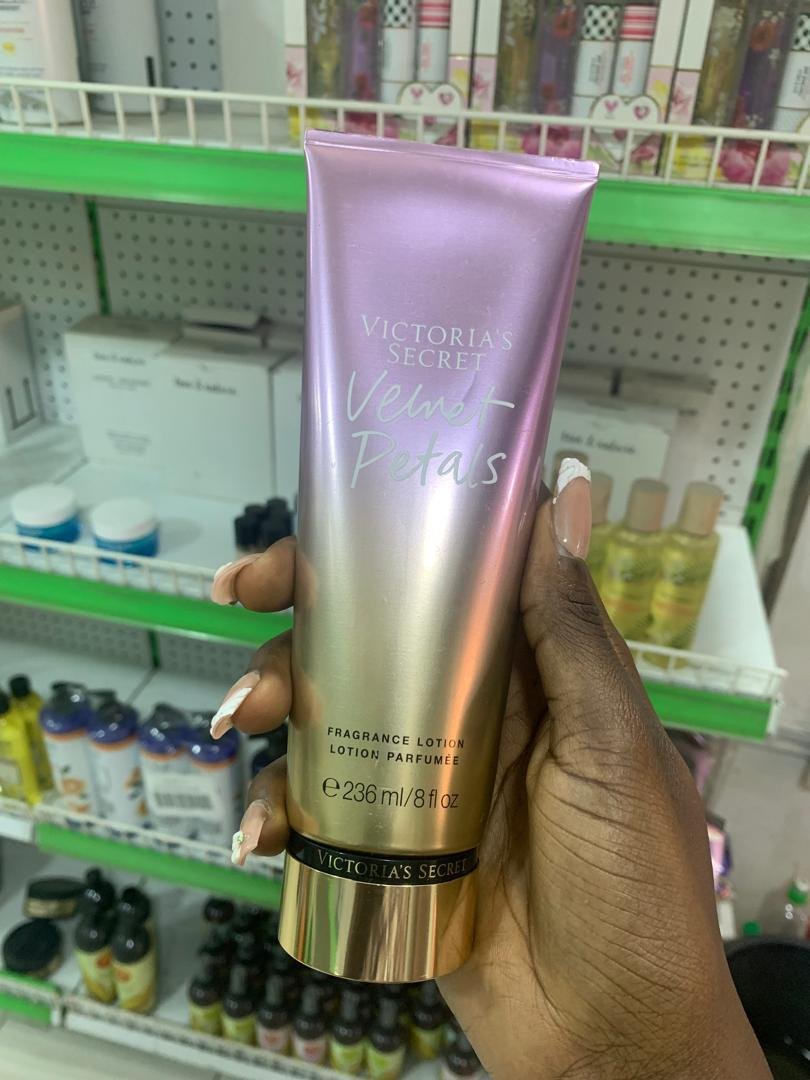 VICTORIA'S
SECRET
Velvet
Petals
FRAGRANCE LOTION
LOTION PARFUMÉE
℮ 236 ml/8 fl oz
VICTORIA'S SECRET